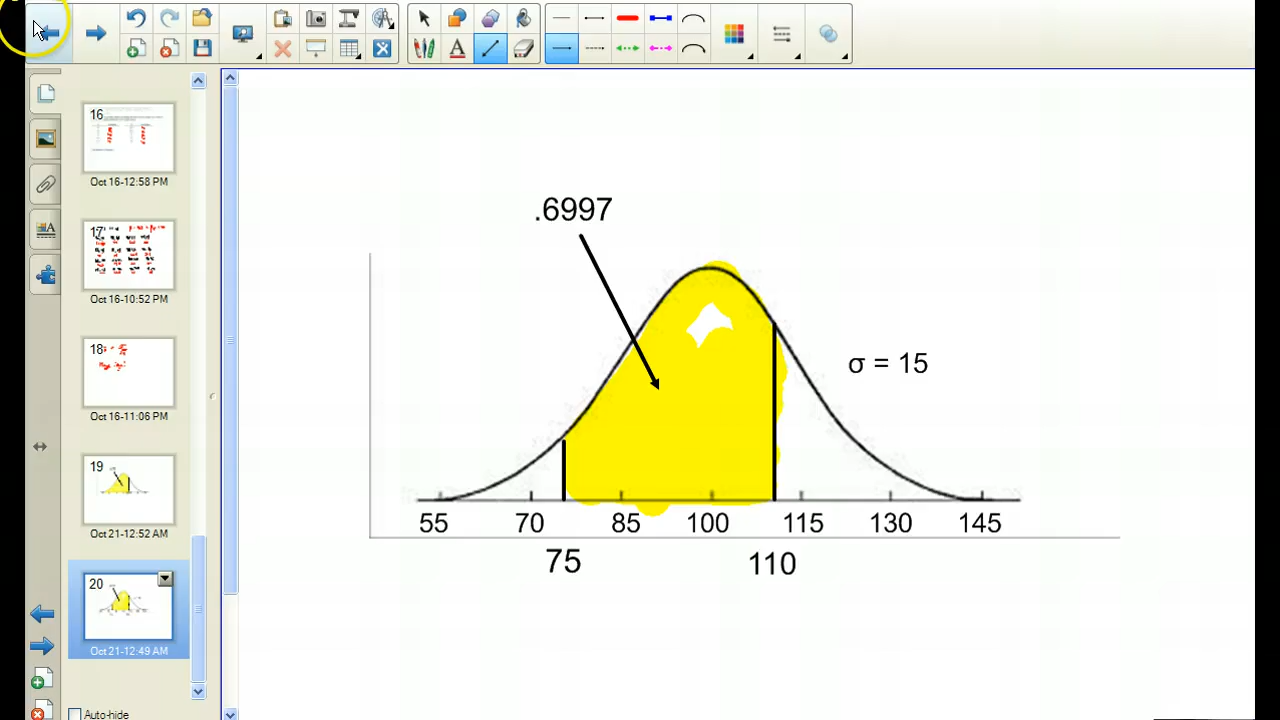 16
Oct 16-12:58 PM
17
Oct 16-10:52 PM
18
Oct 16-11:06 PM
19
Oct 21-12:52 AM
20
Oct 21-12:49 AM
Auto-hide
.6997
σ = 15
55 70 85 100 115 130 145
75 110